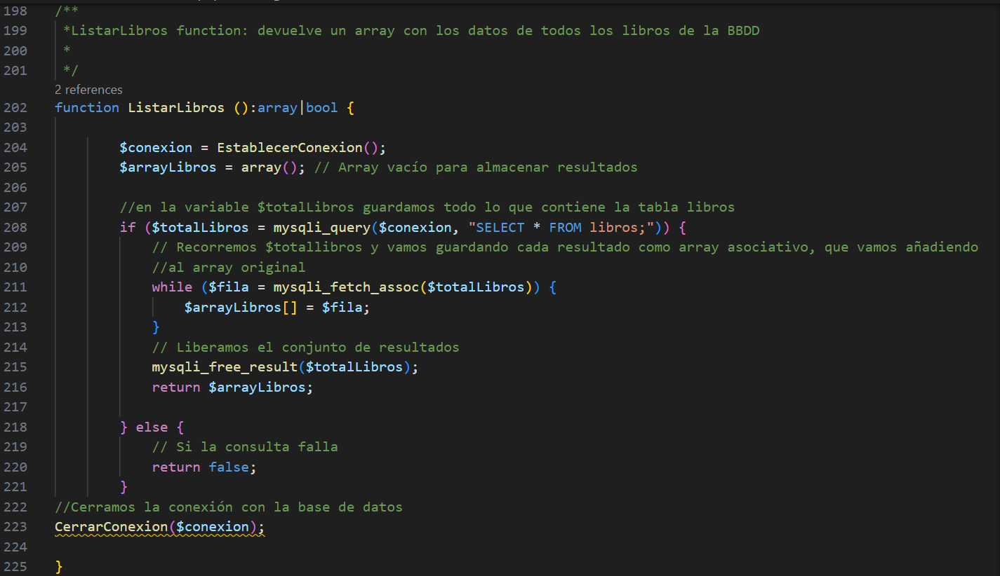 198 /**
199 *ListarLibros function: devuelve un array con los datos de todos los libros de la BBDD
200 *
201 */
2 references
202 function ListarLibros ():array|bool {
203
204 $conexion = EstablecerConexion();
205 $arrayLibros = array(); // Array vacío para almacenar resultados
206
207 //en la variable $totalLibros guardamos todo lo que contiene la tabla libros
208 if ($totalLibros = mysqli_query($conexion, "SELECT * FROM libros;")) {
209 // Recorremos $totallibros y vamos guardando cada resultado como array asociativo, que vamos añadiendo
210 //al array original
211 while ($fila = mysqli_fetch_assoc($totalLibros)) {
212 $arrayLibros[] = $fila;
213 }
214 // Liberamos el conjunto de resultados
215 mysqli_free_result($totalLibros);
216 return $arrayLibros;
217
218 } else {
219 // Si la consulta falla
220 return false;
221 }
222 //Cerramos la conexión con la base de datos
223 CerrarConexion($conexion);
224
225 }